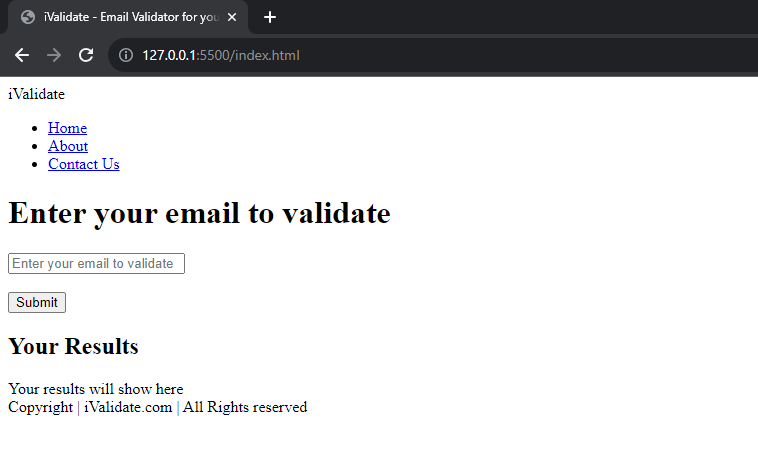 iValidate - Email Validator for you
127.0.0.1:5500/index.html
iValidate
Home
About
Contact Us
Enter your email to validate
Enter your email to validate
Submit
Your Results
Your results will show here
Copyright | iValidate.com | All Rights reserved